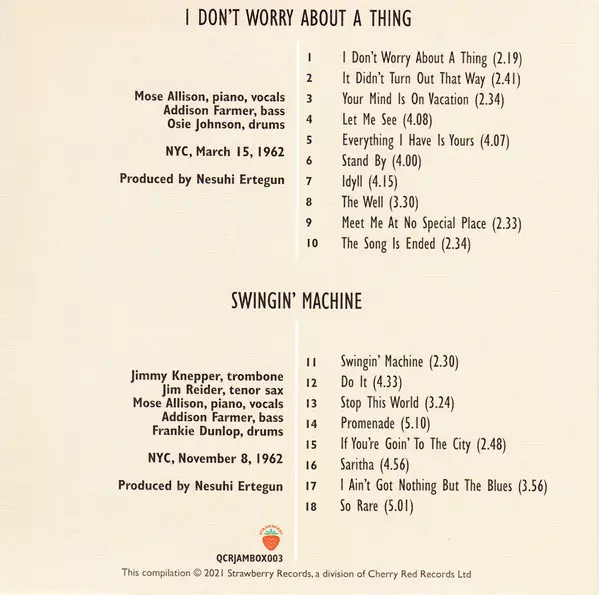 I DON'T WORRY ABOUT A THING
Mose Allison, piano, vocals
Addison Farmer, bass
Osie Johnson, drums
NYC, March 15, 1962
Produced by Nesuhi Ertegun
1 I Don't Worry About A Thing (2.19)
2 It Didn't Turn Out That Way (2.41)
3 Your Mind Is On Vacation (2.34)
4 Let Me See (4.08)
5 Everything I Have Is Yours (4.07)
6 Stand By (4.00)
7 Idyll (4.15)
8 The Well (3.30)
9 Meet Me At No Special Place (2.33)
10 The Song Is Ended (2.34)
SWINGIN' MACHINE
Jimmy Knepper, trombone
Jim Reider, tenor sax
Mose Allison, piano, vocals
Addison Farmer, bass
Frankie Dunlop, drums
NYC, November 8, 1962
Produced by Nesuhi Ertegun
11 Swingin' Machine (2.30)
12 Do It (4.33)
13 Stop This World (3.24)
14 Promenade (5.10)
15 If You're Goin' To The City (2.48)
16 Saritha (4.56)
17 I Ain't Got Nothing But The Blues (3.56)
18 So Rare (5.01)
STRAWBERRY
QCRJAMBOX003
This compilation © 2021 Strawberry Records, a division of Cherry Red Records Ltd